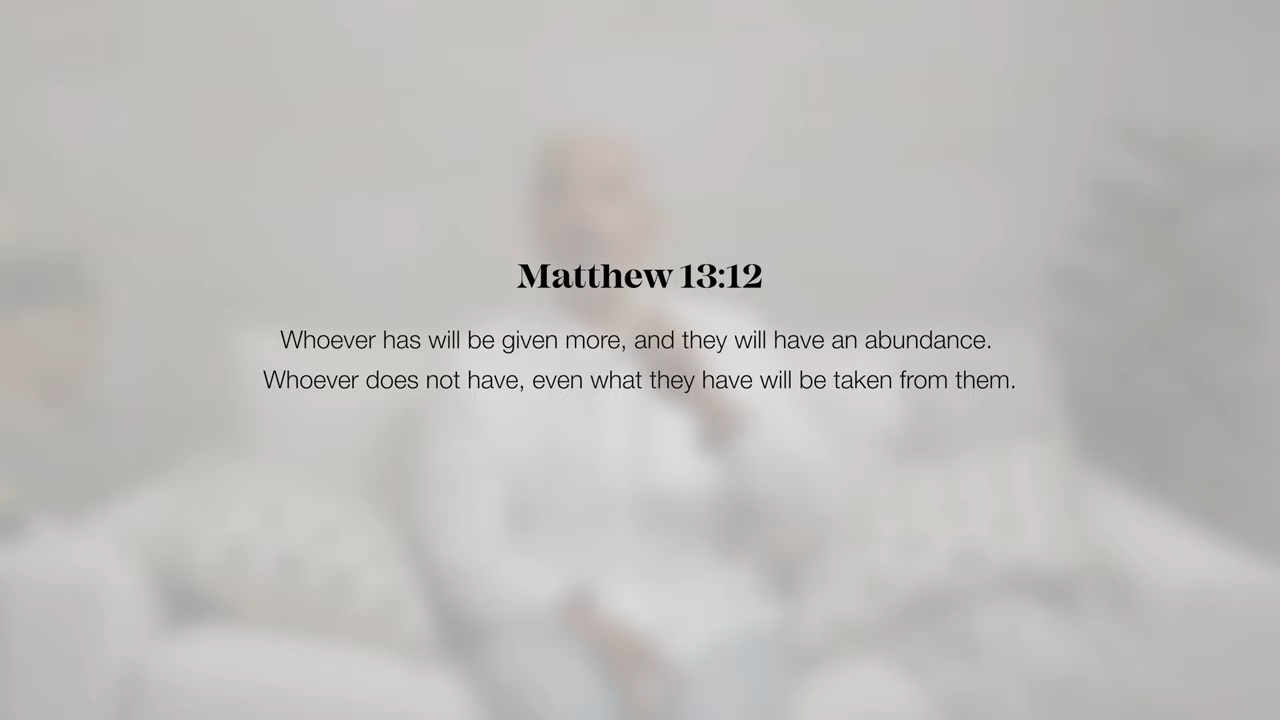 Matthew 13:12
Whoever has will be given more, and they will have an abundance.
Whoever does not have, even what they have will be taken from them.